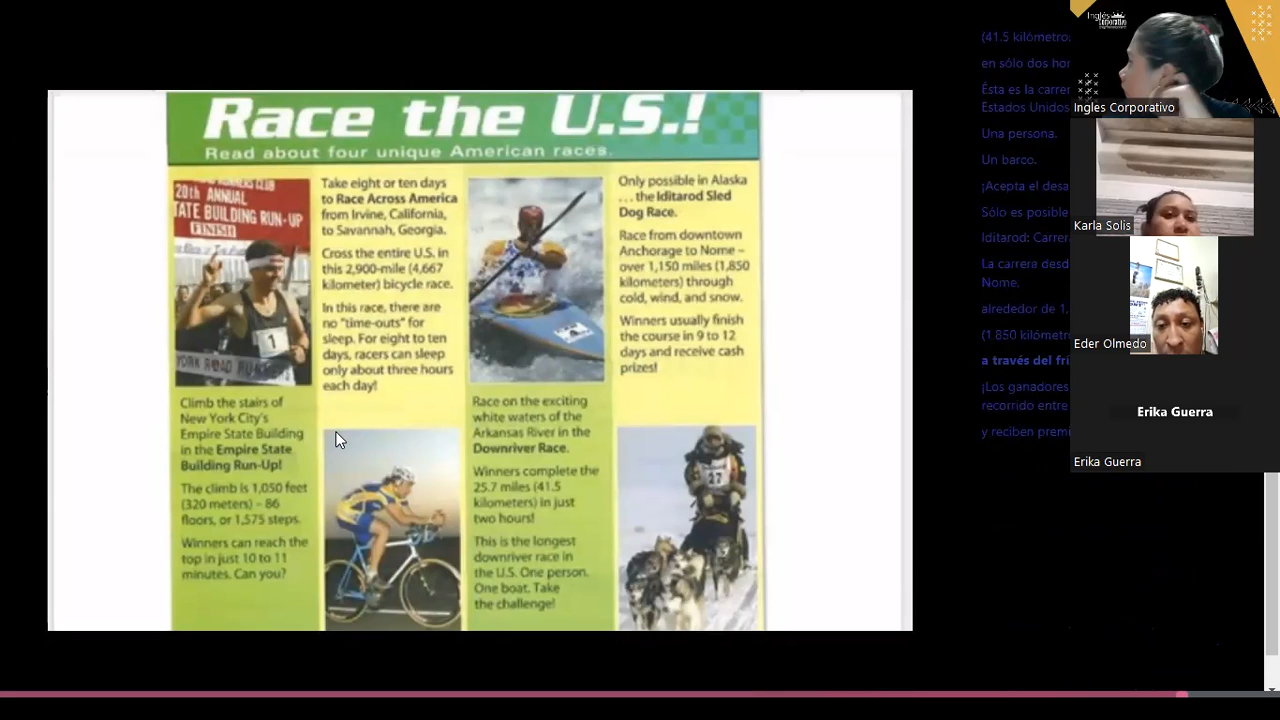 Race the U.S.!
Read about four unique American races.
20th ANNUAL
TATE BUILDING RUN-UP
FINISH
1
YORK ROAD RUNNERS
Climb the stairs of
New York City's
Empire State Building
in the Empire State
Building Run-Up!
The climb is 1,050 feet
(320 meters) – 86
floors, or 1,575 steps.
Winners can reach the
top in just 10 to 11
minutes. Can you?
Take eight or ten days
to Race Across America
from Irvine, California,
to Savannah, Georgia.
Cross the entire U.S. in
this 2,900-mile (4,667
kilometer) bicycle race.
In this race, there are
no "time-outs" for
sleep. For eight to ten
days, racers can sleep
only about three hours
each day!
Race on the exciting
white waters of the
Arkansas River in the
Downriver Race.
Winners complete the
25.7 miles (41.5
kilometers) in just
two hours!
This is the longest
downriver race in
the U.S. One person.
One boat. Take
the challenge!
Only possible in Alaska
. . . the Iditarod Sled
Dog Race.
Race from downtown
Anchorage to Nome –
over 1,150 miles (1,850
kilometers) through
cold, wind, and snow.
Winners usually finish
the course in 9 to 12
days and receive cash
prizes!
27
(41.5 kilómetro
en sólo dos hor
Ésta es la carrer
Estados Unidos
Una persona.
Un barco.
¡Acepta el desa
Sólo es posible
Iditarod: Carrer
La carrera desd
Nome.
alrededor de 1,
(1 850 kilómetr
a través del frí
¡Los ganadores
recorrido entre
y reciben premi
Inglés
Corporativo
Ingles Corporativo
Karla Solis
Eder Olmedo
Erika Guerra
Erika Guerra